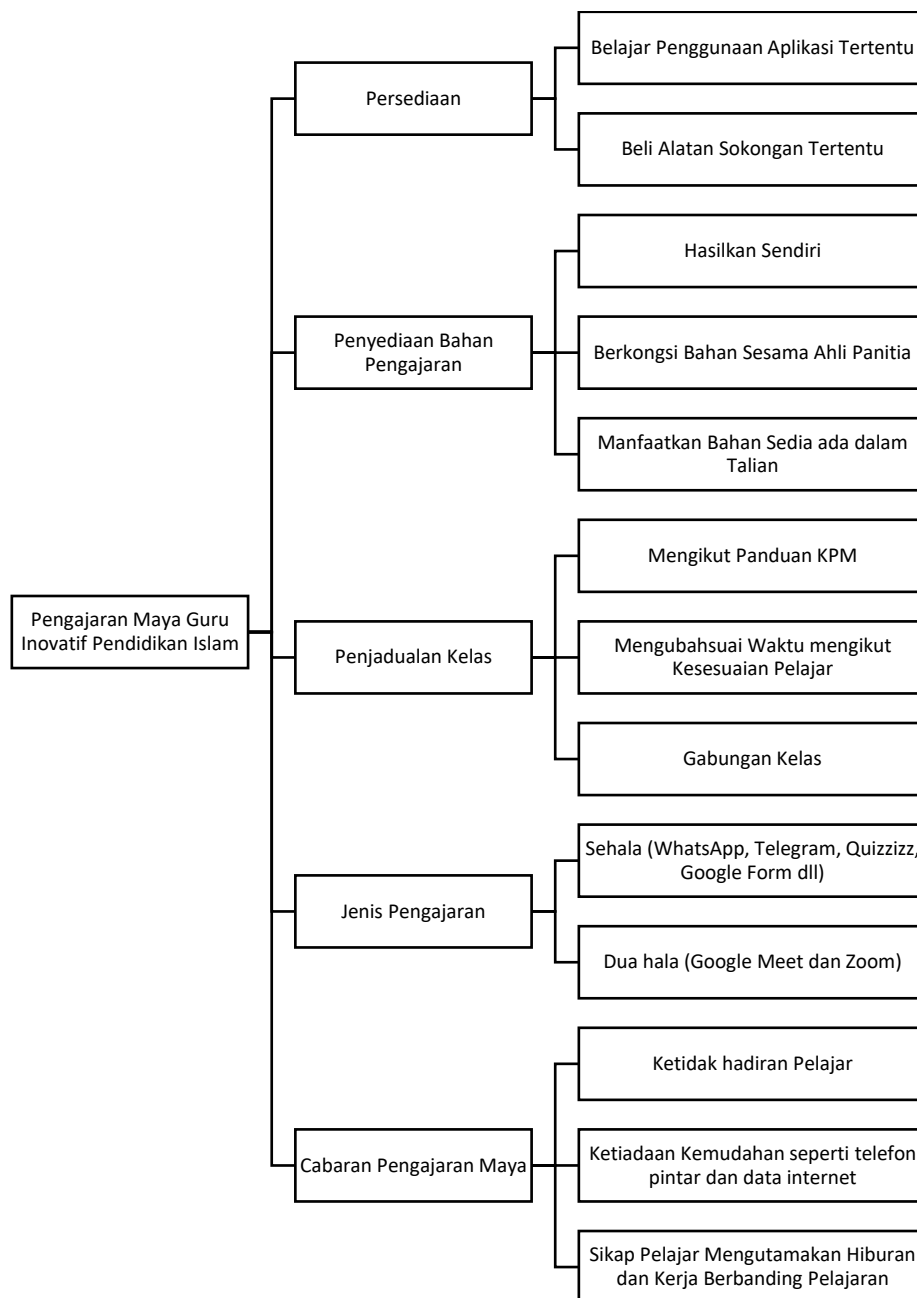 Pengajaran Maya Guru
Inovatif Pendidikan Islam
Persediaan
Belajar Penggunaan Aplikasi Tertentu
Beli Alatan Sokongan Tertentu
Penyediaan Bahan
Pengajaran
Hasilkan Sendiri
Berkongsi Bahan Sesama Ahli Panitia
Manfaatkan Bahan Sedia ada dalam
Talian
Penjadualan Kelas
Mengikut Panduan KPM
Mengubahsuai Waktu mengikut
Kesesuaian Pelajar
Gabungan Kelas
Jenis Pengajaran
Sehala (WhatsApp, Telegram, Quizzizz,
Google Form dll)
Dua hala (Google Meet dan Zoom)
Cabaran Pengajaran Maya
Ketidak hadiran Pelajar
Ketiadaan Kemudahan seperti telefon
pintar dan data internet
Sikap Pelajar Mengutamakan Hiburan
dan Kerja Berbanding Pelajaran